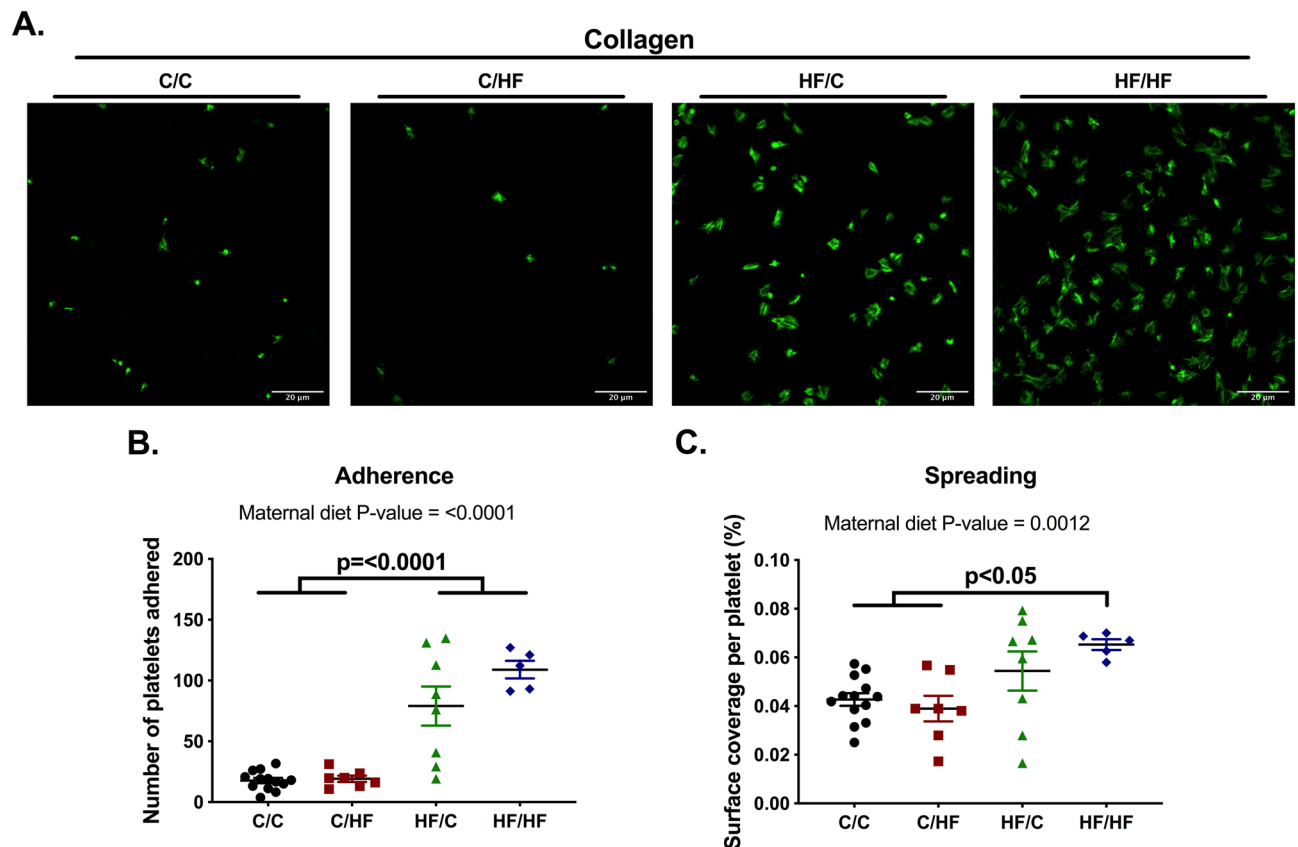 A.
Collagen
C/C
C/HF
HF/C
HF/HF
20 μm
20 μm
20 μm
20 μm
B.
Adherence
Maternal diet P-value = <0.0001
p=<0.0001
Number of platelets adhered
200
150
100
50
0
C/C
C/HF
HF/C
HF/HF
C.
Spreading
Maternal diet P-value = 0.0012
p<0.05
Surface coverage per platelet (%)
0.10
0.08
0.06
0.04
0.02
0.00
C/C
C/HF
HF/C
HF/HF